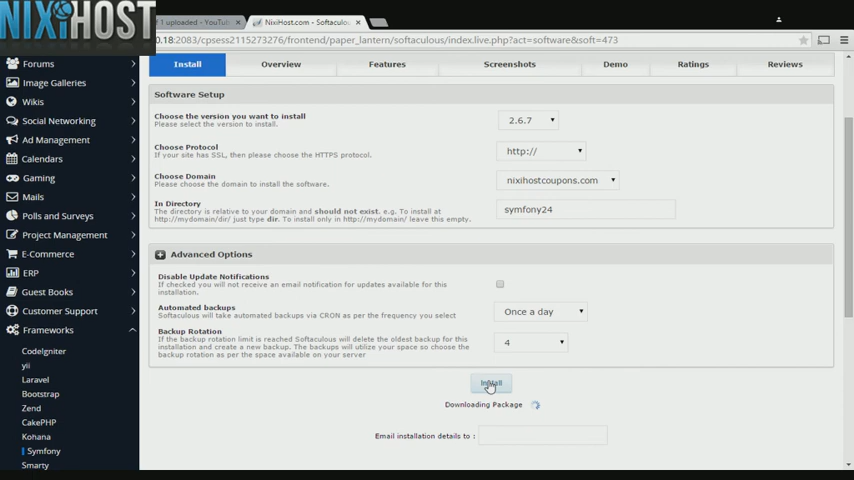 NIXIHOST
f 1 uploaded - YouTub
NixiHost.com - Softaculou
0.18:2083/cpsess2115273276/frontend/paper_lantern/softaculous/index.live.php?act=software&soft=473
Forums
Image Galleries
Wikis
Social Networking
Ad Management
Calendars
Gaming
Mails
Polls and Surveys
Project Management
E-Commerce
ERP
Guest Books
Customer Support
Frameworks
CodeIgniter
yii
Laravel
Bootstrap
Zend
CakePHP
Kohana
Symfony
Smarty
Install
Overview
Features
Screenshots
Demo
Ratings
Reviews
Software Setup
Choose the version you want to install
Please select the version to install.
2.6.7
Choose Protocol
If your site has SSL, then please choose the HTTPS protocol.
http://
Choose Domain
Please choose the domain to install the software.
nixihostcoupons.com
In Directory
The directory is relative to your domain and should not exist. e.g. To install at
http://mydomain/dir/ just type dir. To install only in http://mydomain/ leave this empty.
symfony24
Advanced Options
Disable Update Notifications
If checked you will not receive an email notification for updates available for this
installation.
Automated backups
Softaculous will take automated backups via CRON as per the frequency you select
Once a day
Backup Rotation
If the backup rotation limit is reached Softaculous will delete the oldest backup for this
installation and create a new backup. The backups will utilize your space so choose the
backup rotation as per the space available on your server
4
Install
Downloading Package
Email installation details to :